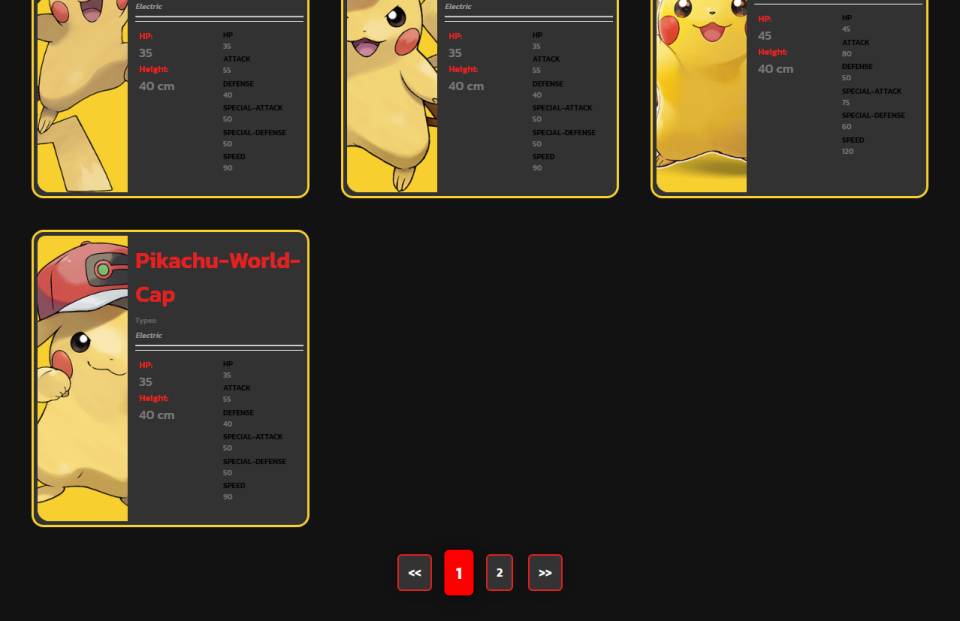 Electric
HP:
35
Height:
40 cm
HP
35
ATTACK
55
DEFENSE
40
SPECIAL-ATTACK
50
SPECIAL-DEFENSE
50
SPEED
90
Electric
HP:
35
Height:
40 cm
HP
35
ATTACK
55
DEFENSE
40
SPECIAL-ATTACK
50
SPECIAL-DEFENSE
50
SPEED
90
HP:
45
Height:
40 cm
HP
45
ATTACK
80
DEFENSE
50
SPECIAL-ATTACK
75
SPECIAL-DEFENSE
60
SPEED
120
Pikachu-World-
Cap
Types:
Electric
HP:
35
Height:
40 cm
HP
35
ATTACK
55
DEFENSE
40
SPECIAL-ATTACK
50
SPECIAL-DEFENSE
50
SPEED
90
<< 1 2 >>